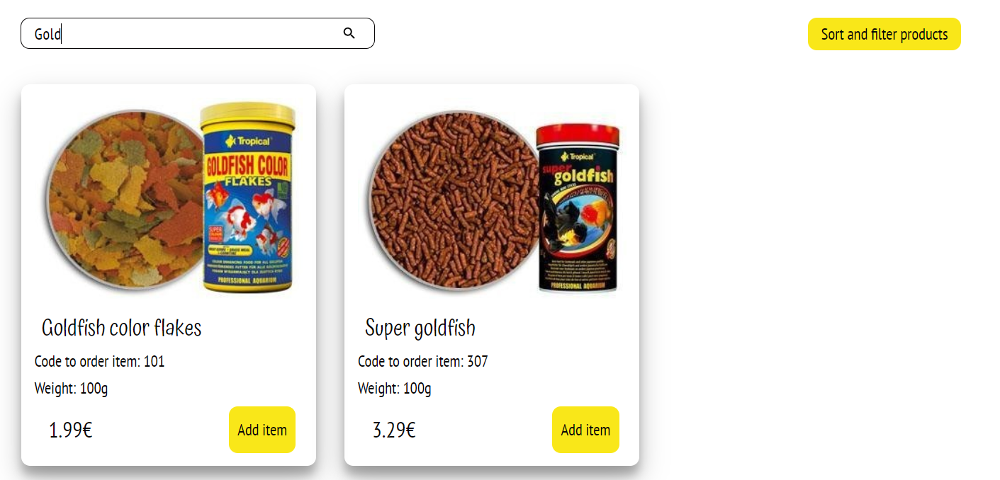 Gold
Sort and filter products
Tropical
GOLDFISH COLOR
FLAKES
SUPER
PROFESSIONAL AQUARIUM
Tropical
super
goldfish
PROFESSIONAL AQUARIUM
Goldfish color flakes
Code to order item: 101
Weight: 100g
1.99€
Add item
Super goldfish
Code to order item: 307
Weight: 100g
3.29€
Add item